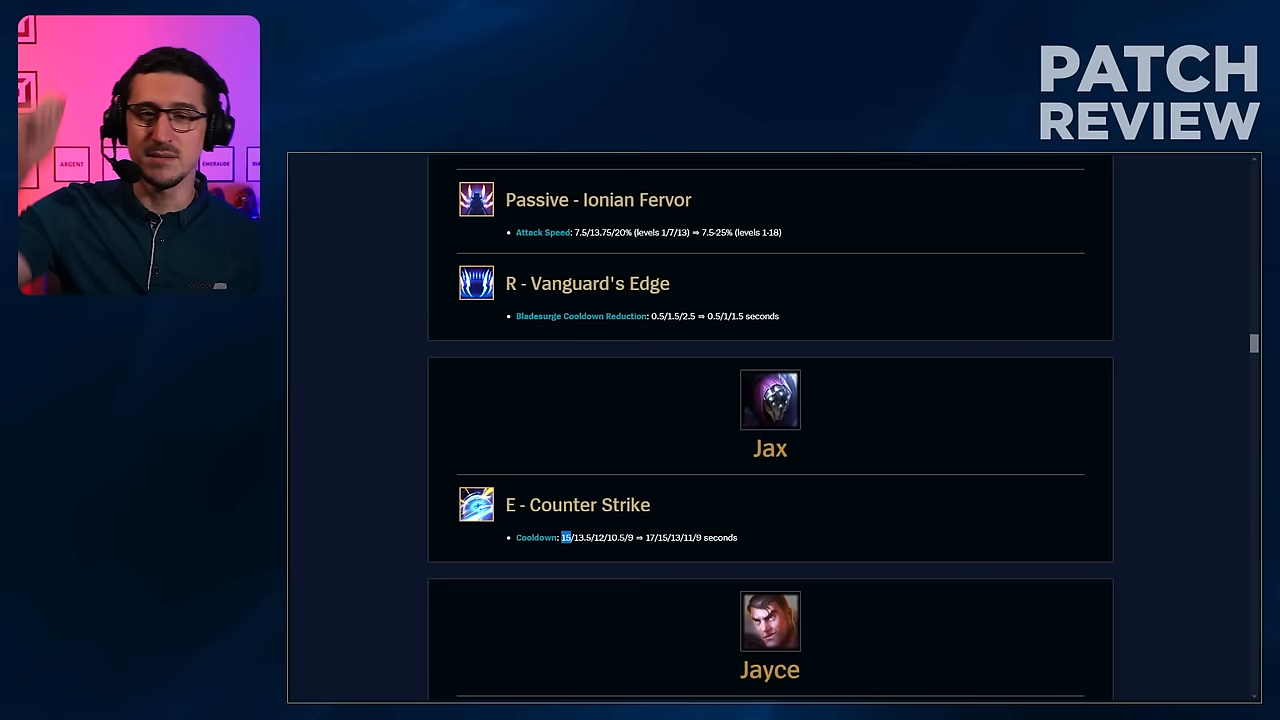 PATCH
REVIEW
ARGENT
ÉMERAUDE
DIA
Passive - Ionian Fervor
• Attack Speed: 7.5/13.75/20% (levels 1/7/13) ⇒ 7.5-25% (levels 1-18)
R - Vanguard's Edge
• Bladesurge Cooldown Reduction: 0.5/1.5/2.5 ⇒ 0.5/1/1.5 seconds
Jax
E - Counter Strike
• Cooldown: 15/13.5/12/10.5/9 ⇒ 17/15/13/11/9 seconds
Jayce